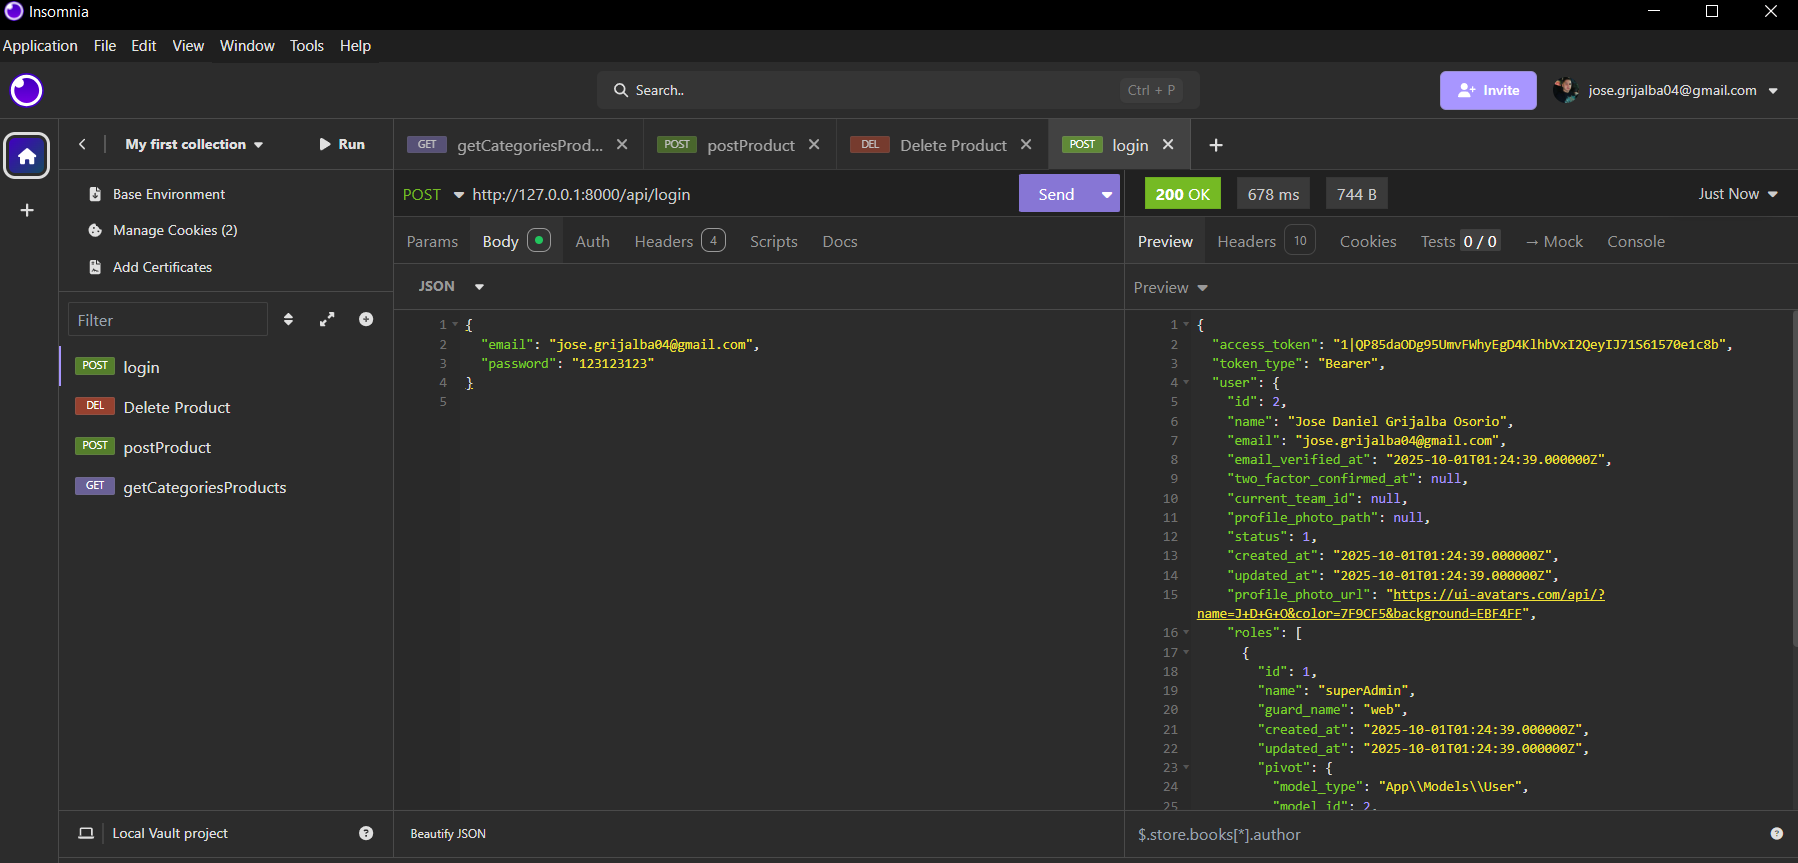 Insomnia
Application File Edit View Window Tools Help
Search.. Ctrl + P
Invite
jose.grijalba04@gmail.com
My first collection
Run
GET getCategoriesProd...
POST postProduct
DEL Delete Product
POST login
Base Environment
Manage Cookies (2)
Add Certificates
Filter
POST login
DEL Delete Product
POST postProduct
GET getCategoriesProducts
Local Vault project
POST http://127.0.0.1:8000/api/login
Send
Params Body Auth Headers 4 Scripts Docs
JSON
1 {
2 "email": "jose.grijalba04@gmail.com",
3 "password": "123123123"
4 }
5
Beautify JSON
200 OK 678 ms 744 B
Just Now
Preview Headers 10 Cookies Tests 0 / 0 → Mock Console
Preview
1 {
2 "access_token": "1|QP85daODg95UmvFWhyEgD4KlhbVxI2QeyIJ71S61570e1c8b",
3 "token_type": "Bearer",
4 "user": {
5 "id": 2,
6 "name": "Jose Daniel Grijalba Osorio",
7 "email": "jose.grijalba04@gmail.com",
8 "email_verified_at": "2025-10-01T01:24:39.000000Z",
9 "two_factor_confirmed_at": null,
10 "current_team_id": null,
11 "profile_photo_path": null,
12 "status": 1,
13 "created_at": "2025-10-01T01:24:39.000000Z",
14 "updated_at": "2025-10-01T01:24:39.000000Z",
15 "profile_photo_url": "https://ui-avatars.com/api/?
name=J+D+G+O&color=7F9CF5&background=EBF4FF",
16 "roles": [
17 {
18 "id": 1,
19 "name": "superAdmin",
20 "guard_name": "web",
21 "created_at": "2025-10-01T01:24:39.000000Z",
22 "updated_at": "2025-10-01T01:24:39.000000Z",
23 "pivot": {
24 "model_type": "App\\Models\\User",
25 "model_id": 2,
$.store.books[*].author